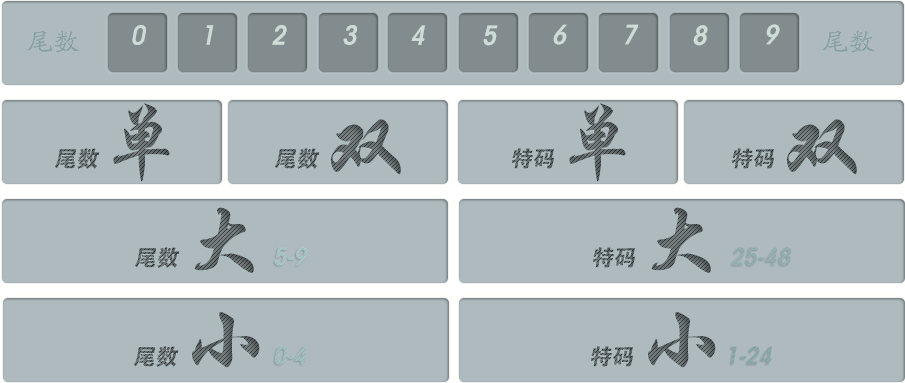 尾数 0 1 2 3 4 5 6 7 8 9 尾数
尾数 单 尾数 双 特码 单 特码 双
尾数 大 5-9 特码 大 25-48
尾数 小 0-4 特码 小 1-24